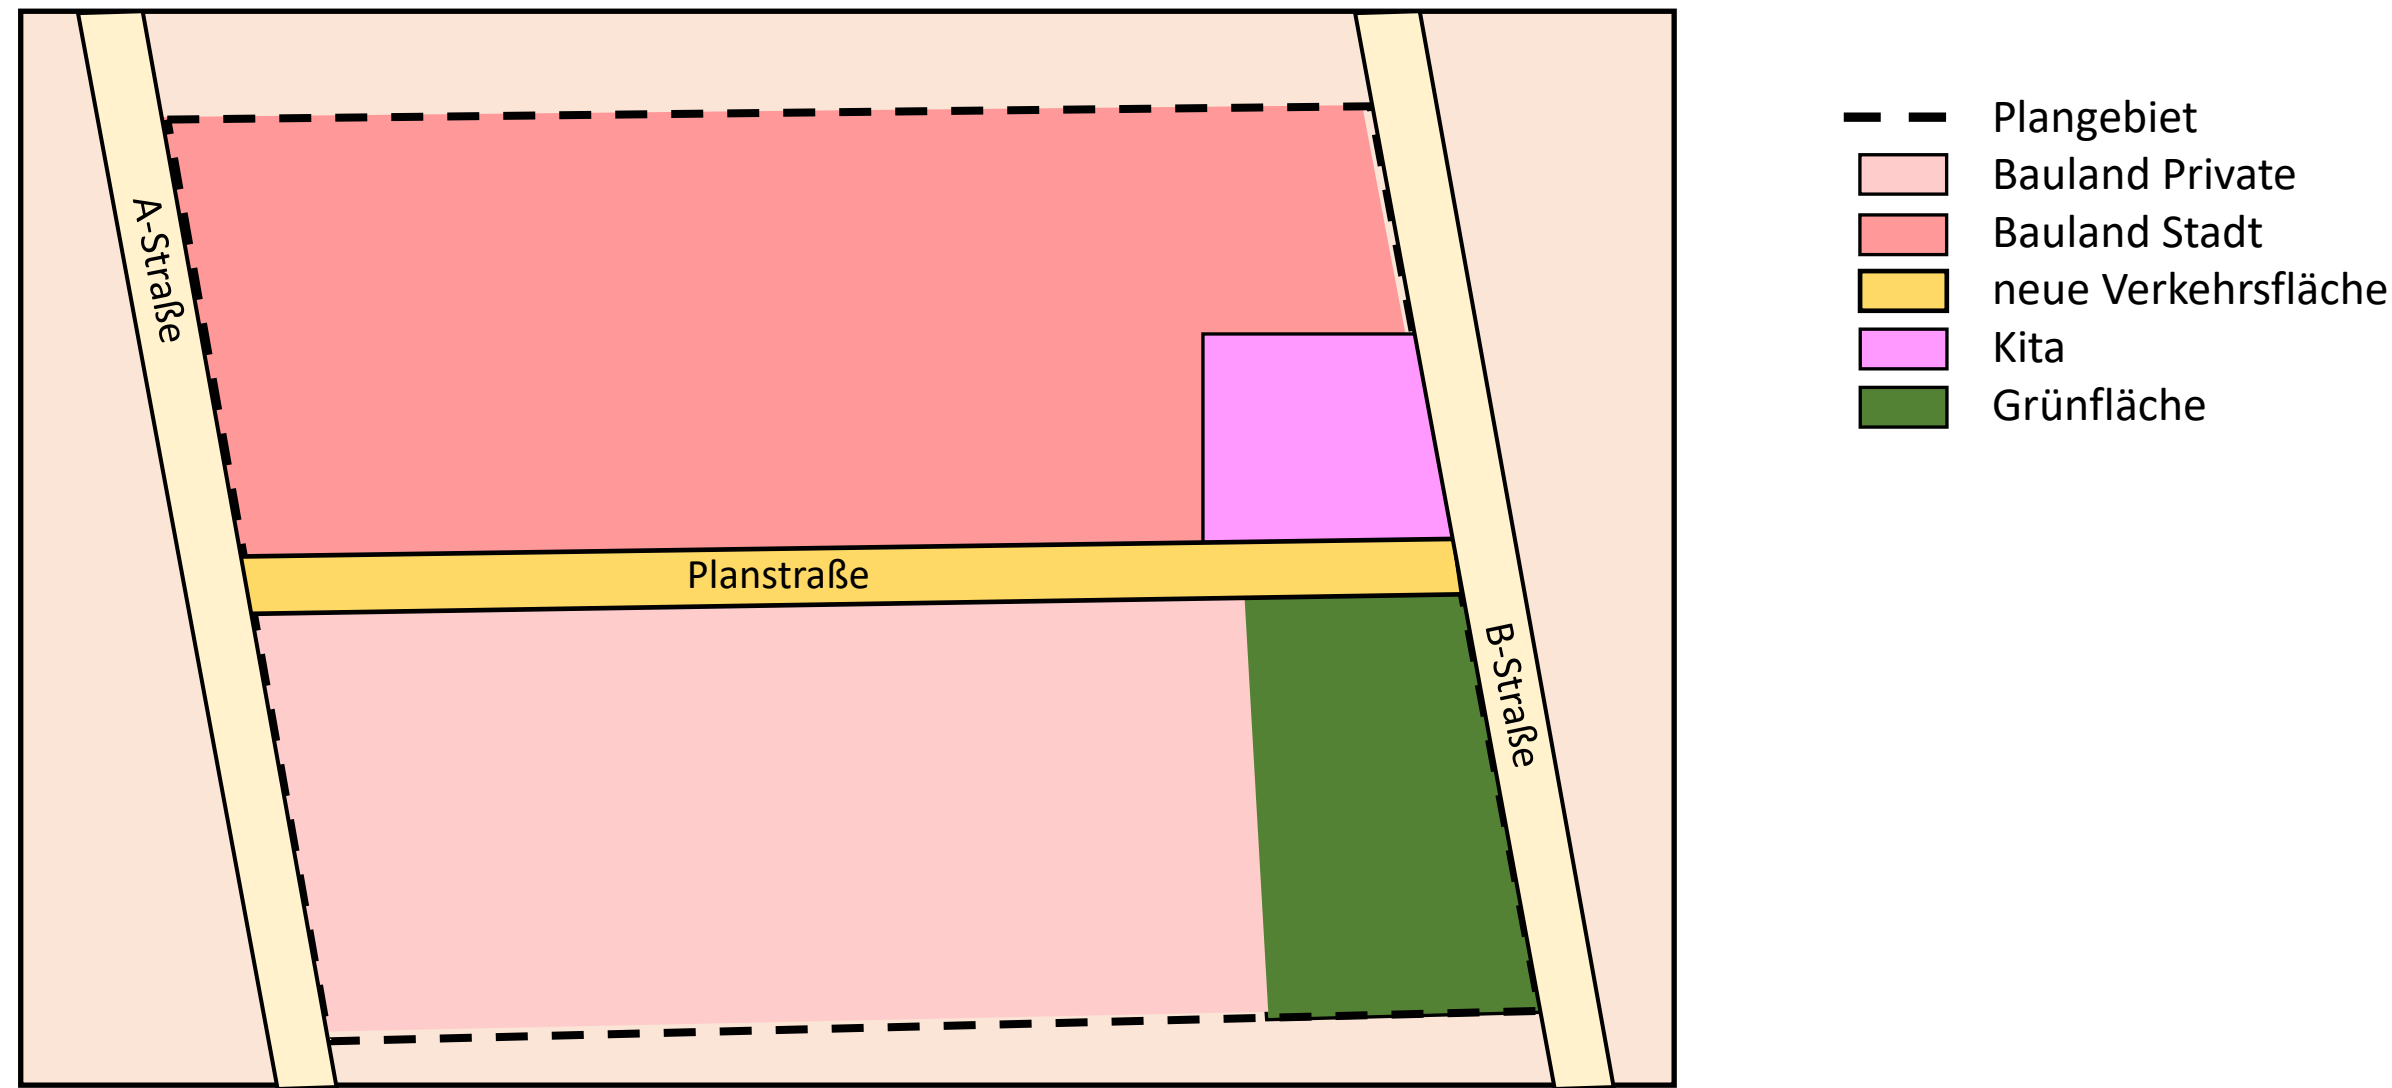 A-Straße
Planstraße
B-Straße
Plangebiet
Bauland Private
Bauland Stadt
neue Verkehrsfläche
Kita
Grünfläche